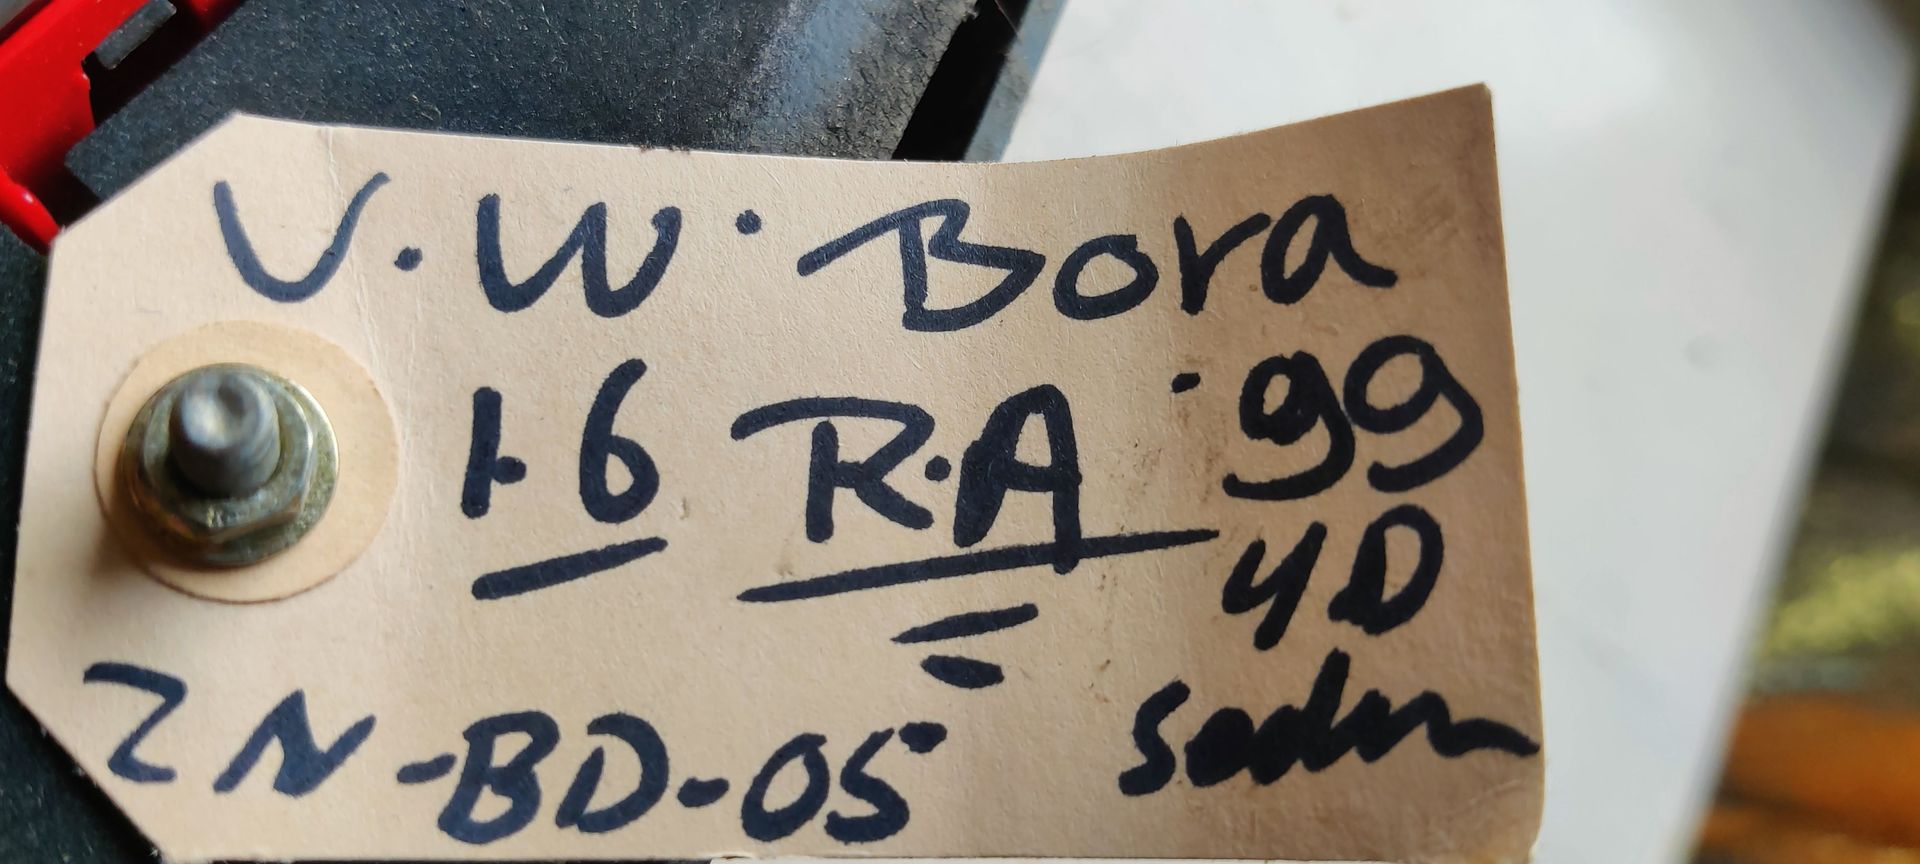 V.W. Bora
1.6 R.A '99
4D
sedan
ZN-BD-05